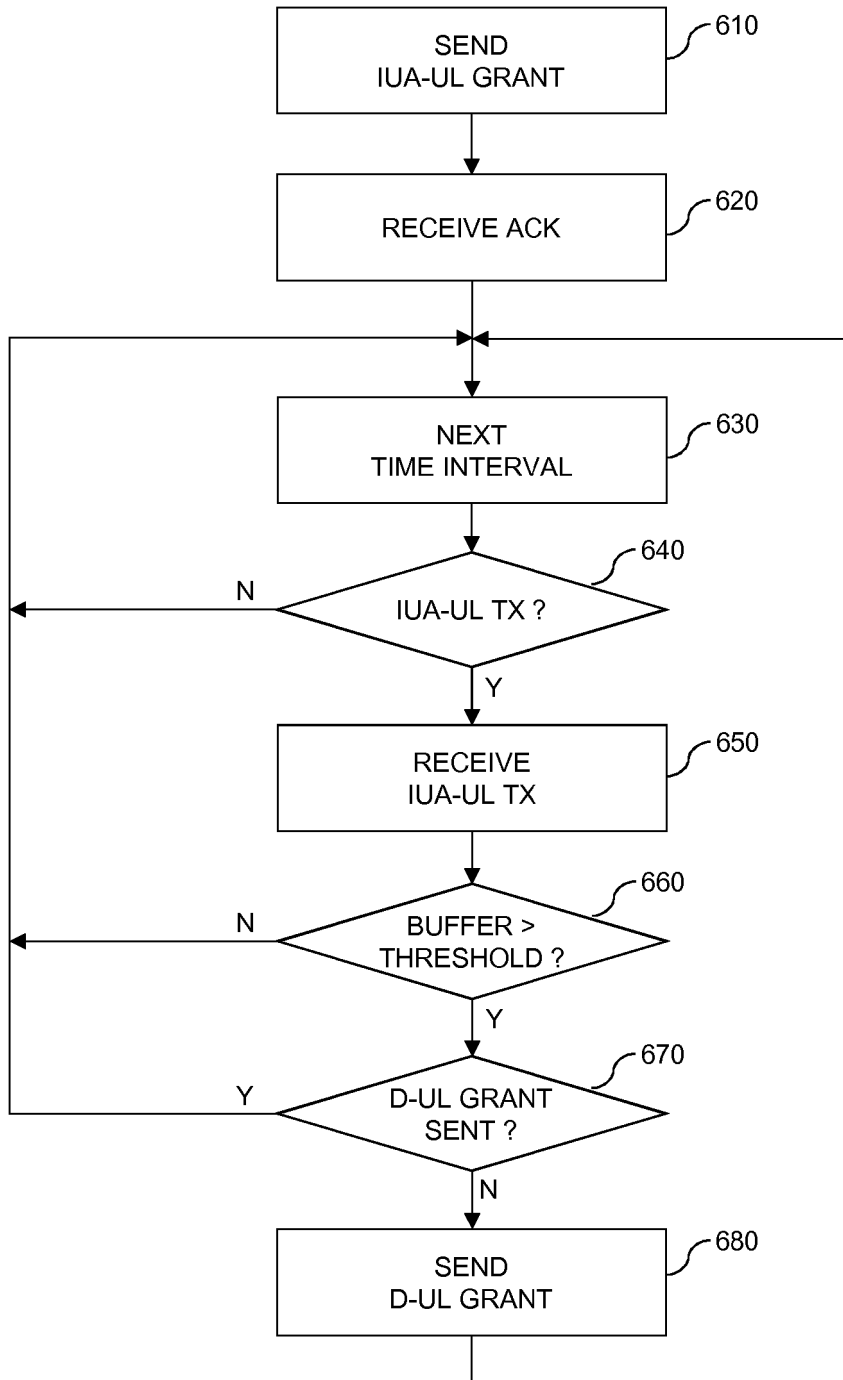 SEND
IUA-UL GRANT
610
RECEIVE ACK
620
NEXT
TIME INTERVAL
630
IUA-UL TX ?
640
N
Y
RECEIVE
IUA-UL TX
650
BUFFER >
THRESHOLD ?
660
N
Y
D-UL GRANT
SENT ?
670
Y
N
SEND
D-UL GRANT
680